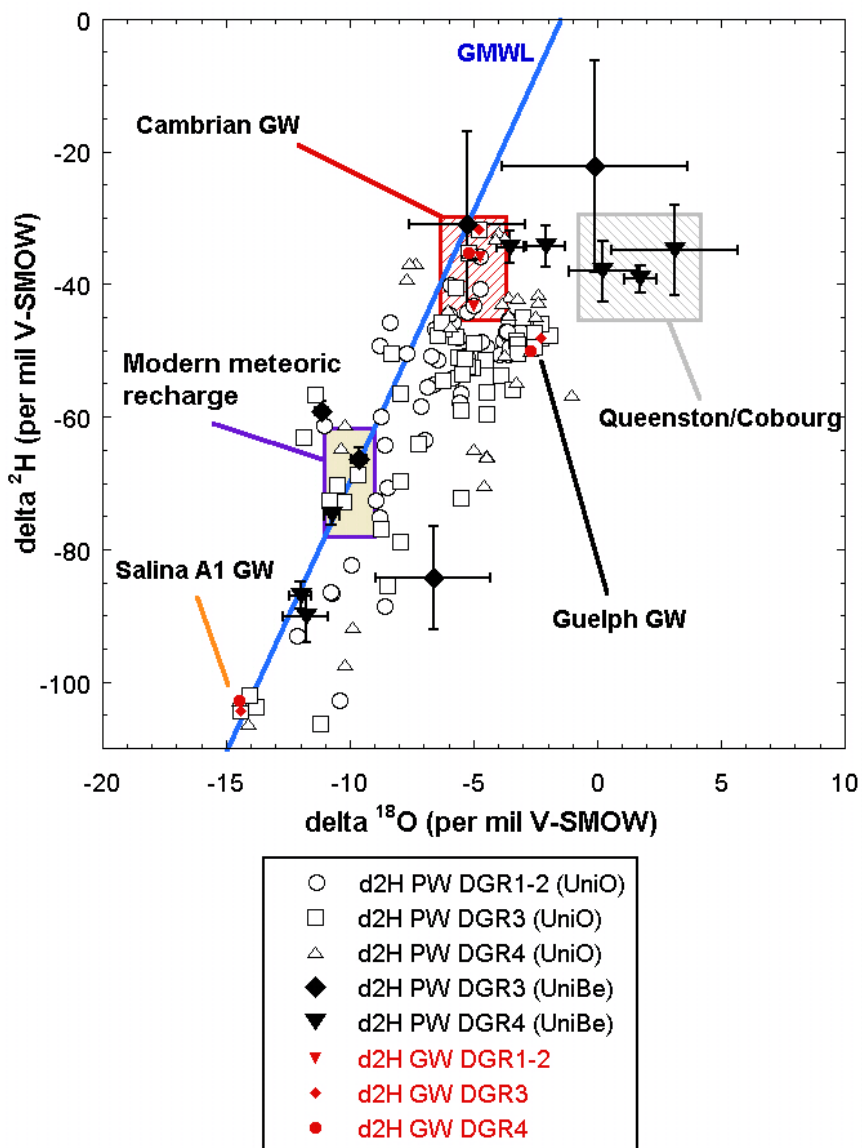 0
GMWL
Cambrian GW
-20
-40
Modern meteoric
recharge
Queenston/Cobourg
-60
-80
Salina A1 GW
Guelph GW
-100
delta ²H (per mil V-SMOW)
-20 -15 -10 -5 0 5 10
delta ¹⁸O (per mil V-SMOW)
d2H PW DGR1-2 (UniO)
d2H PW DGR3 (UniO)
d2H PW DGR4 (UniO)
d2H PW DGR3 (UniBe)
d2H PW DGR4 (UniBe)
d2H GW DGR1-2
d2H GW DGR3
d2H GW DGR4